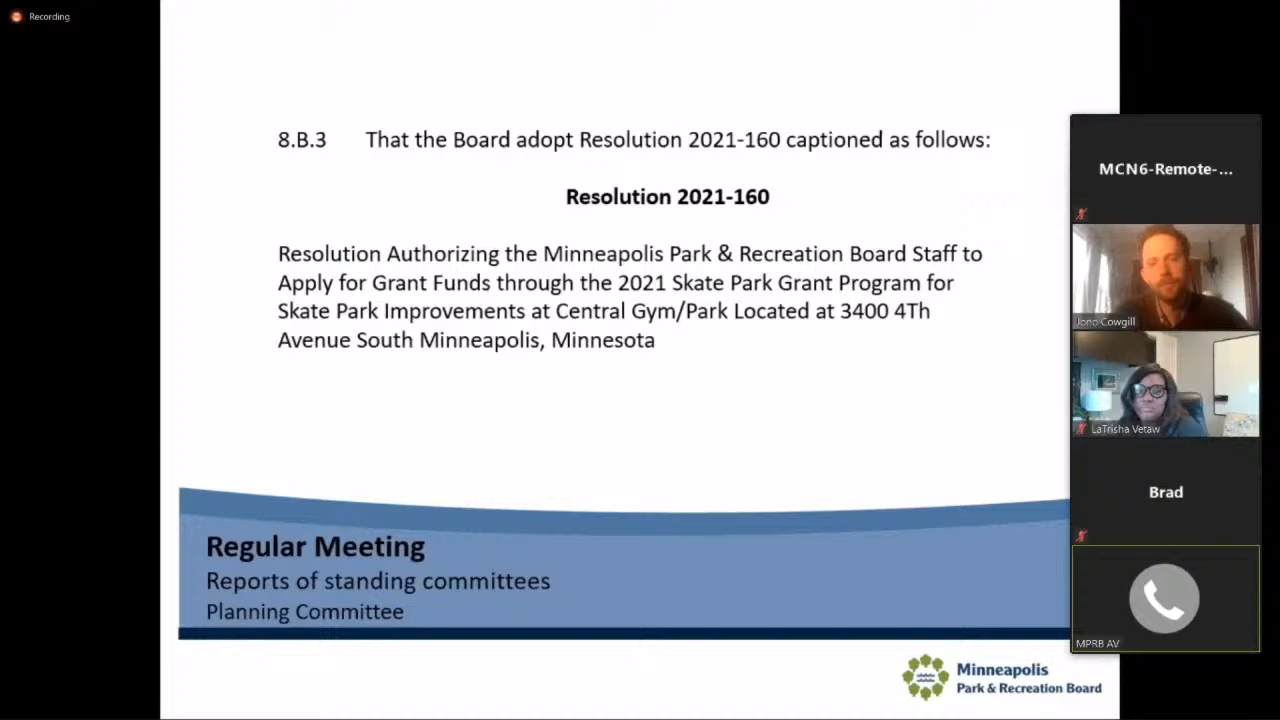 Recording
8.B.3 That the Board adopt Resolution 2021-160 captioned as follows:
Resolution 2021-160
Resolution Authorizing the Minneapolis Park & Recreation Board Staff to
Apply for Grant Funds through the 2021 Skate Park Grant Program for
Skate Park Improvements at Central Gym/Park Located at 3400 4Th
Avenue South Minneapolis, Minnesota
Regular Meeting
Reports of standing committees
Planning Committee
Minneapolis
Park & Recreation Board
MCN6-Remote-...
Jono Cowgill
LaTrisha Vetaw
Brad
MPRB AV